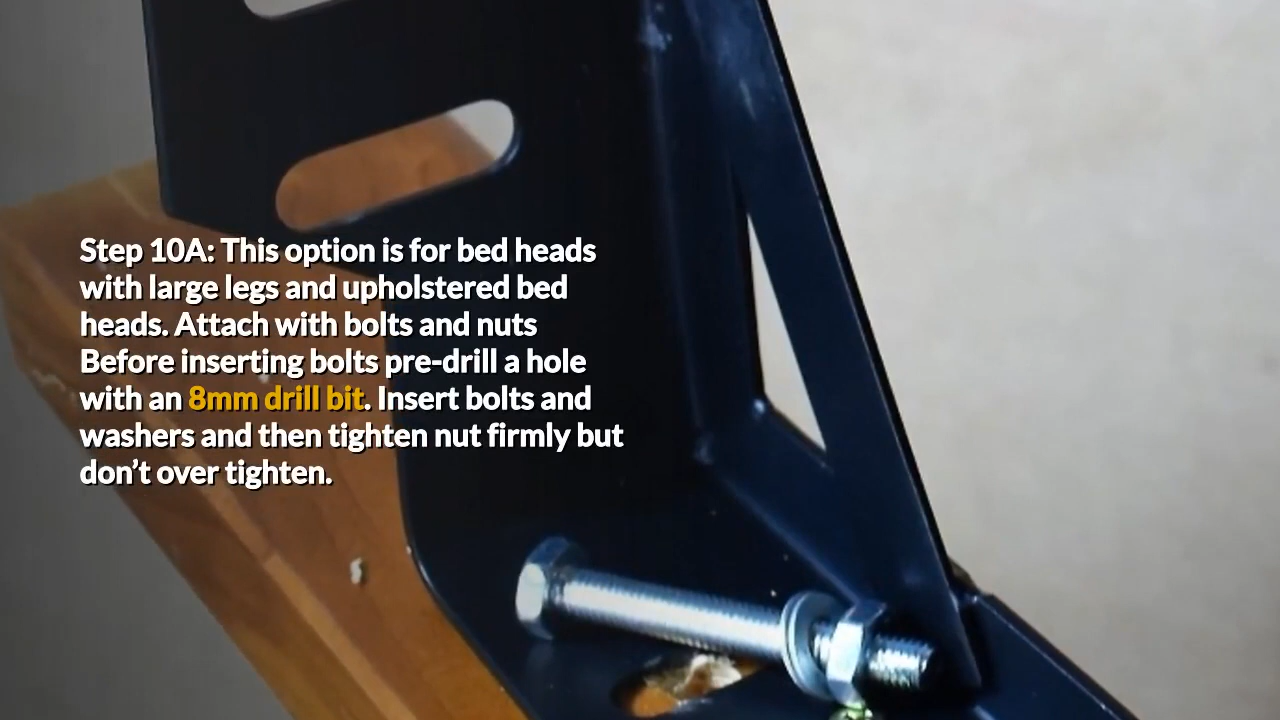 Step 10A: This option is for bed heads
with large legs and upholstered bed
heads. Attach with bolts and nuts
Before inserting bolts pre-drill a hole
with an 8mm drill bit. Insert bolts and
washers and then tighten nut firmly but
don’t over tighten.